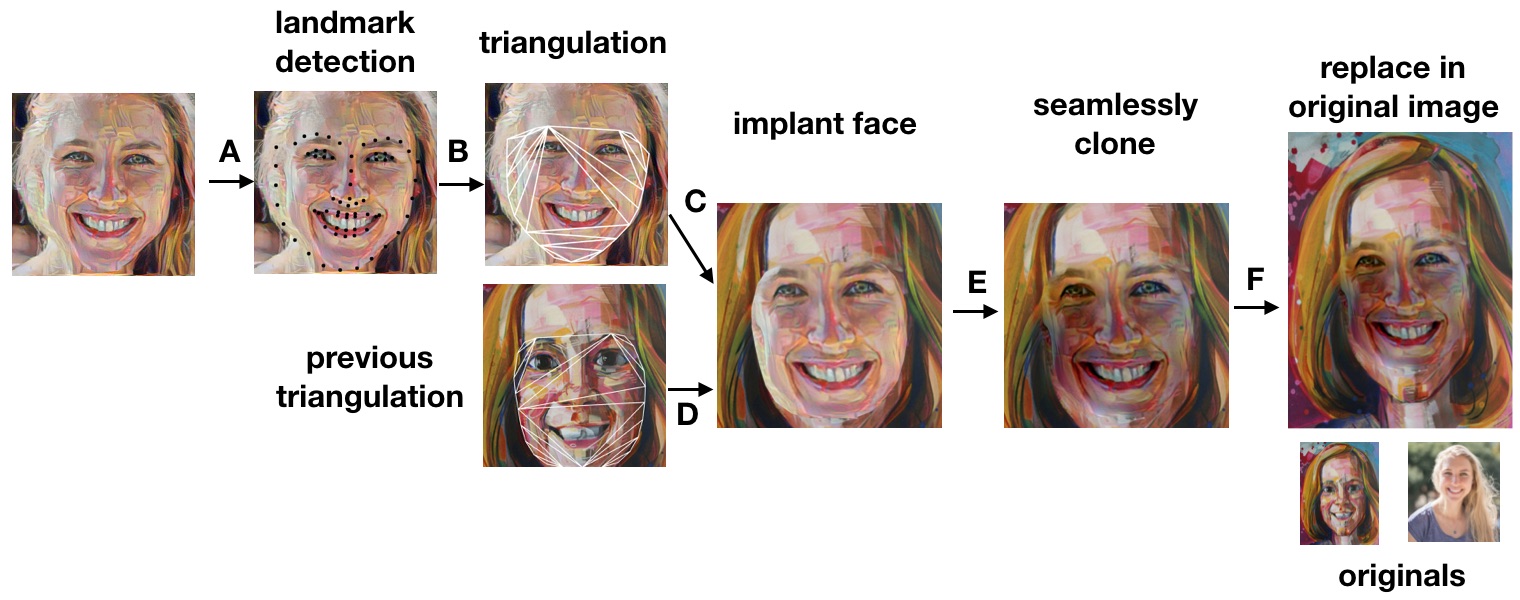 landmark
detection
triangulation
implant face
seamlessly
clone
replace in
original image
A
B
C
D
E
F
previous
triangulation
originals